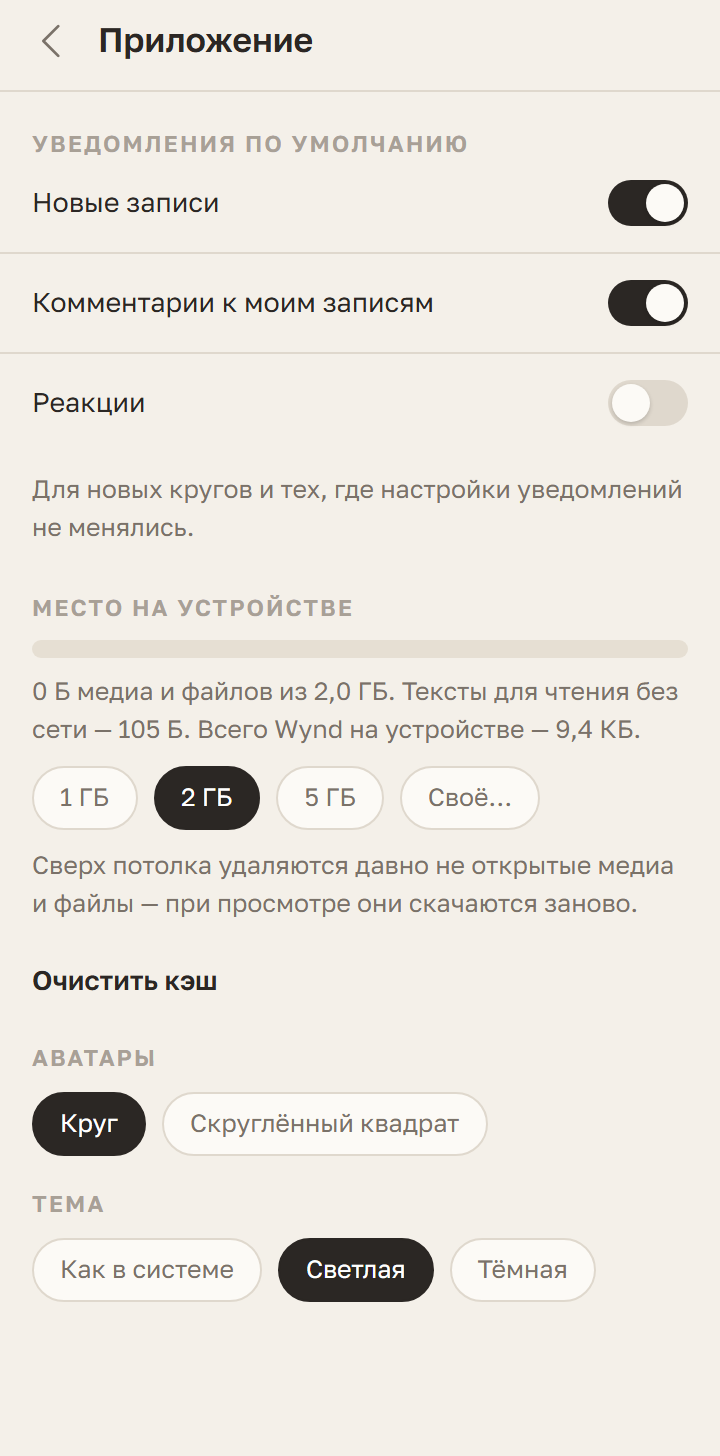 Приложение
УВЕДОМЛЕНИЯ ПО УМОЛЧАНИЮ
Новые записи
Комментарии к моим записям
Реакции
Для новых кругов и тех, где настройки уведомлений
не менялись.
МЕСТО НА УСТРОЙСТВЕ
0 Б медиа и файлов из 2,0 ГБ. Тексты для чтения без
сети — 105 Б. Всего Wynd на устройстве — 9,4 КБ.
1 ГБ 2 ГБ 5 ГБ Своё...
Сверх потолка удаляются давно не открытые медиа
и файлы — при просмотре они скачаются заново.
Очистить кэш
АВАТАРЫ
Круг Скруглённый квадрат
ТЕМА
Как в системе Светлая Тёмная